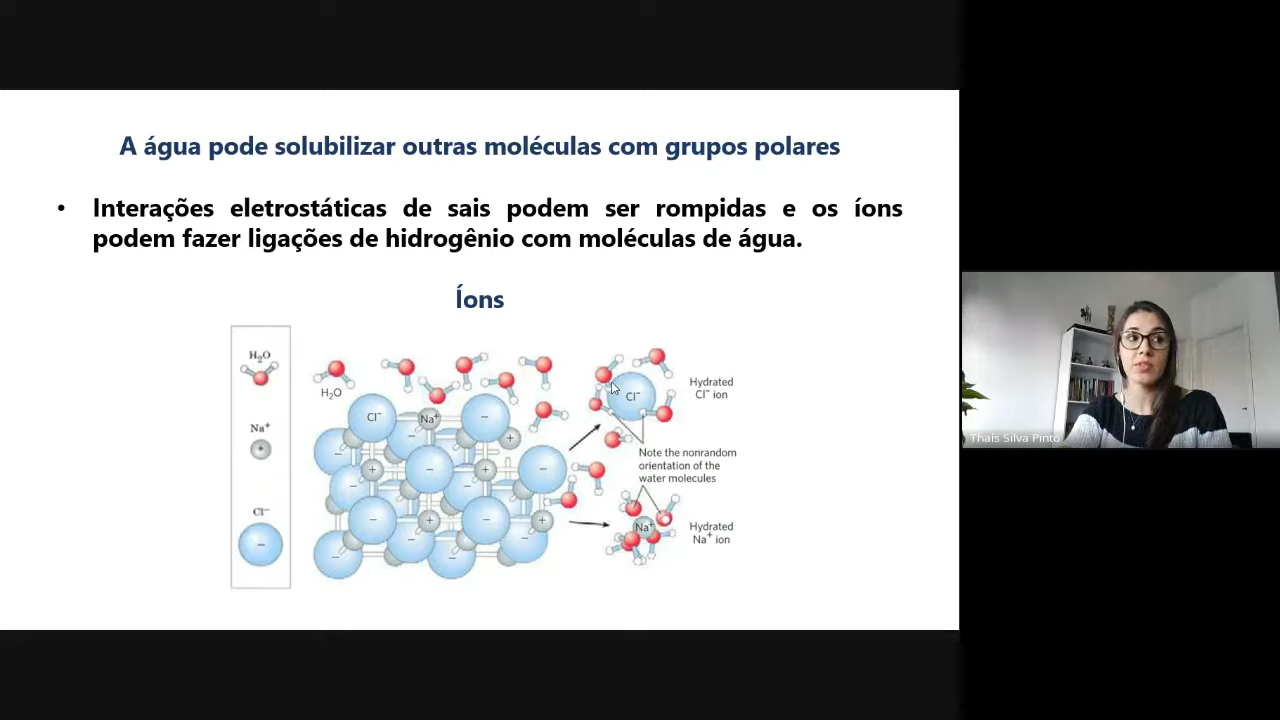 A água pode solubilizar outras moléculas com grupos polares
• Interações eletrostáticas de sais podem ser rompidas e os íons
podem fazer ligações de hidrogênio com moléculas de água.
Íons
H₂O
Na⁺
+
Cl⁻
−
H₂O
Cl⁻
Na⁺
−
−
+
−
+
−
+
−
−
−
−
+
−
+
−
−
−
Cl⁻
Hydrated
Cl⁻ ion
Note the nonrandom
orientation of the
water molecules
Na⁺
Hydrated
Na⁺ ion
Thais Silva Pinto